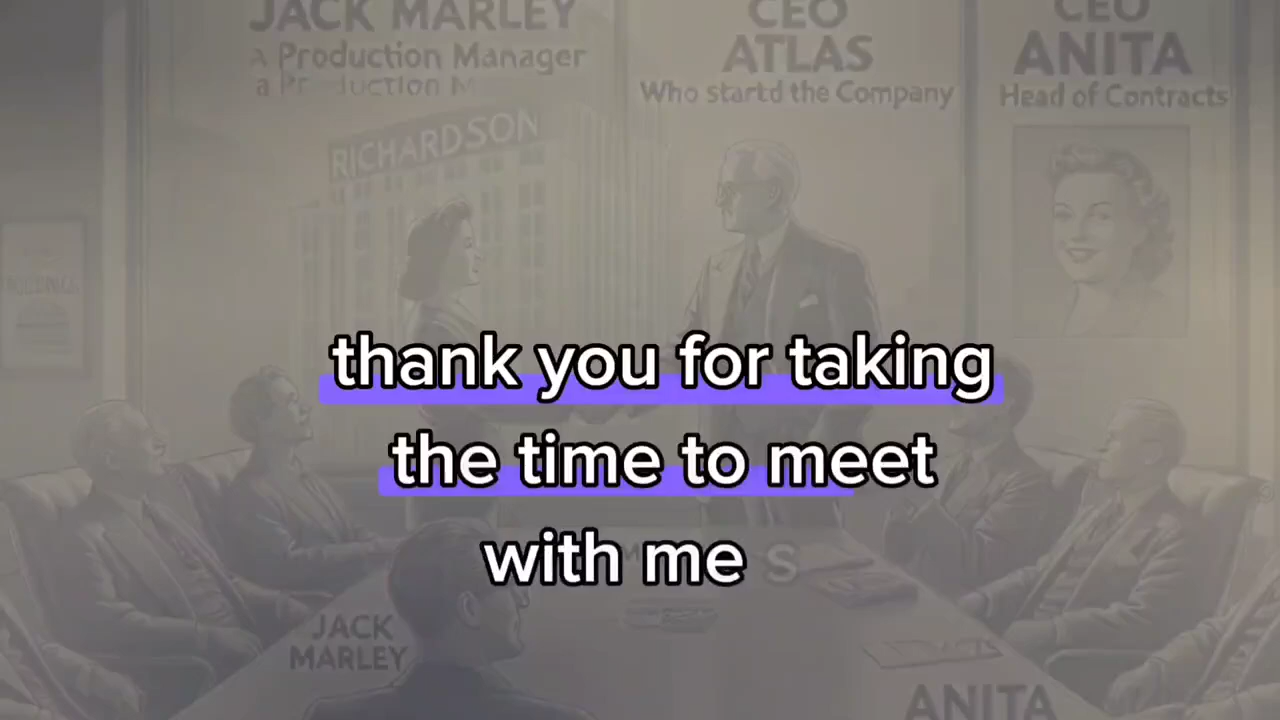 JACK MARLEY
a Production Manager
CEO
ATLAS
Who startd the Company
CEO
ANITA
Head of Contracts
RICHARDSON
thank you for taking
the time to meet
with me s
JACK
MARLEY
ANITA